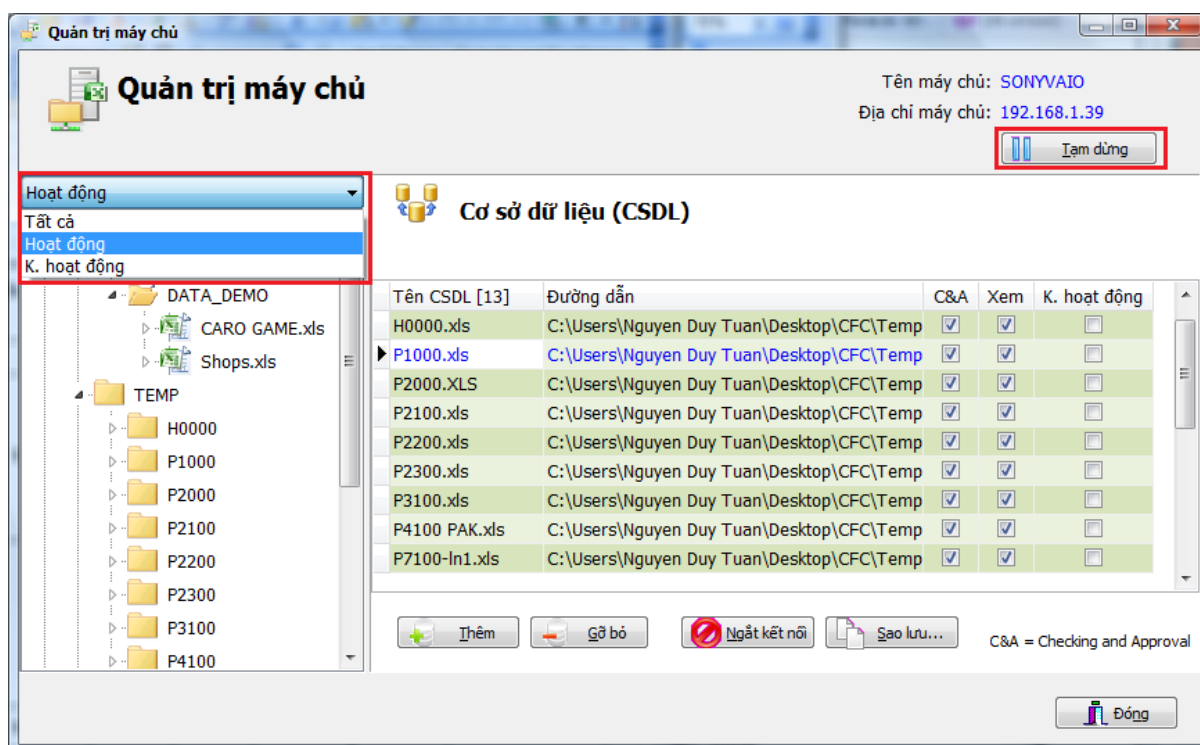 Quản trị máy chủ
Quản trị máy chủ
Tên máy chủ: SONYVAIO
Địa chỉ máy chủ: 192.168.1.39
Tạm dừng
Hoạt động
Tất cả
Hoạt động
K. hoạt động
DATA_DEMO
CARO GAME.xls
Shops.xls
TEMP
H0000
P1000
P2000
P2100
P2200
P2300
P3100
P4100
Cơ sở dữ liệu (CSDL)
Tên CSDL [13] Đường dẫn C&A Xem K. hoạt động
H0000.xls C:\Users\Nguyen Duy Tuan\Desktop\CFC\Temp
P1000.xls C:\Users\Nguyen Duy Tuan\Desktop\CFC\Temp
P2000.XLS C:\Users\Nguyen Duy Tuan\Desktop\CFC\Temp
P2100.xls C:\Users\Nguyen Duy Tuan\Desktop\CFC\Temp
P2200.xls C:\Users\Nguyen Duy Tuan\Desktop\CFC\Temp
P2300.xls C:\Users\Nguyen Duy Tuan\Desktop\CFC\Temp
P3100.xls C:\Users\Nguyen Duy Tuan\Desktop\CFC\Temp
P4100 PAK.xls C:\Users\Nguyen Duy Tuan\Desktop\CFC\Temp
P7100-ln1.xls C:\Users\Nguyen Duy Tuan\Desktop\CFC\Temp
Thêm Gỡ bỏ Ngắt kết nối Sao lưu... C&A = Checking and Approval
Đóng